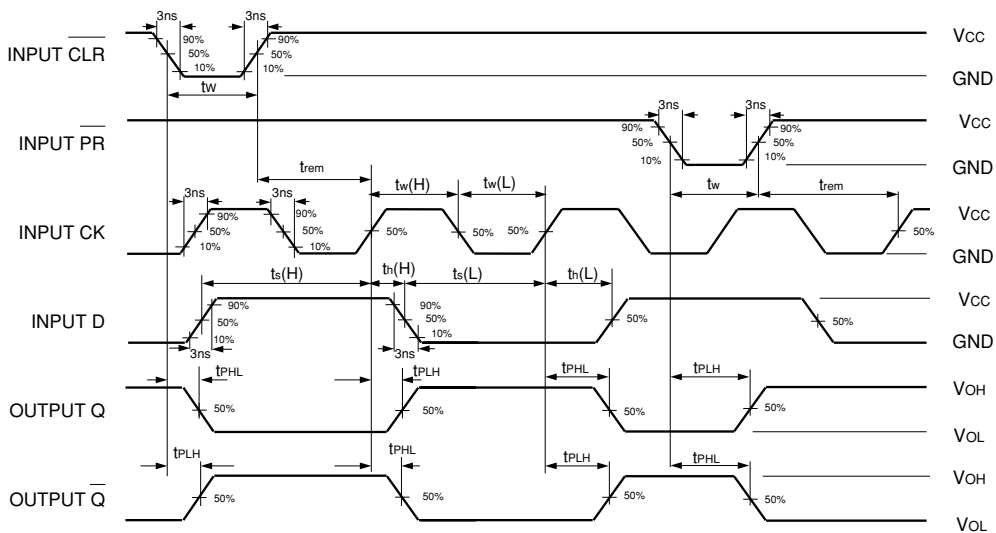 3ns 3ns
INPUT CLR 90% 50% 10% 90% 50% 10% VCC
GND
tw
INPUT PR 3ns 3ns VCC
90% 50% 10% 90% 50% 10% GND
trem tw(H) tw(L) tw trem
INPUT CK 3ns 3ns VCC
90% 50% 10% 90% 50% 10% 50% 50% 50% 50% GND
ts(H) th(H) ts(L) th(L)
INPUT D 90% 50% 10% 90% 50% 10% 50% 50% VCC
GND
3ns 3ns
tPHL tPLH tPHL tPLH
OUTPUT Q 50% 50% 50% 50% VOH
VOL
tPLH tPHL tPLH tPHL
OUTPUT Q 50% 50% 50% 50% VOH
VOL